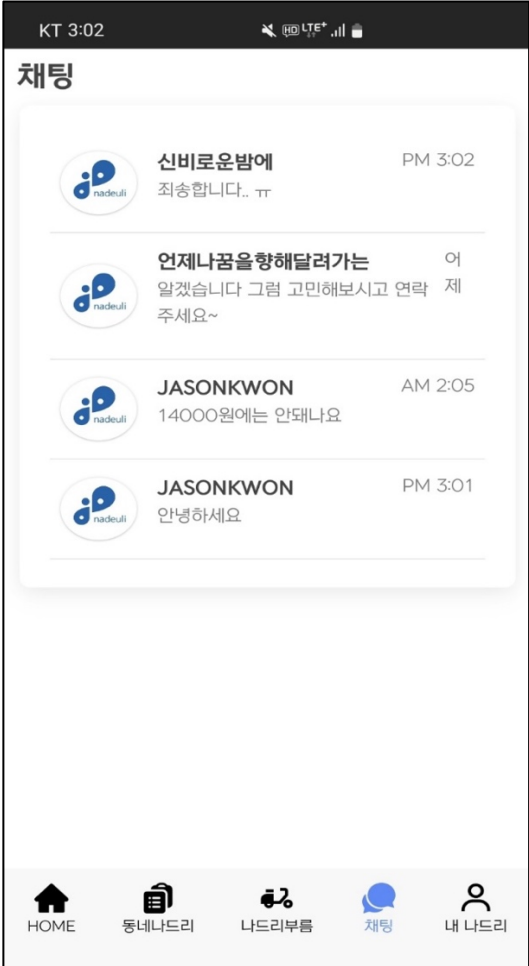 KT 3:02
HD LTE+
채팅
신비로운밤에
PM 3:02
죄송합니다.. ㅠ
nadeuli
언제나꿈을향해달려가는
어
제
알겠습니다 그럼 고민해보시고 연락
주세요~
nadeuli
JASONKWON
AM 2:05
14000원에는 안돼나요
nadeuli
JASONKWON
PM 3:01
안녕하세요
nadeuli
HOME
동네나드리
나드리부름
채팅
내 나드리